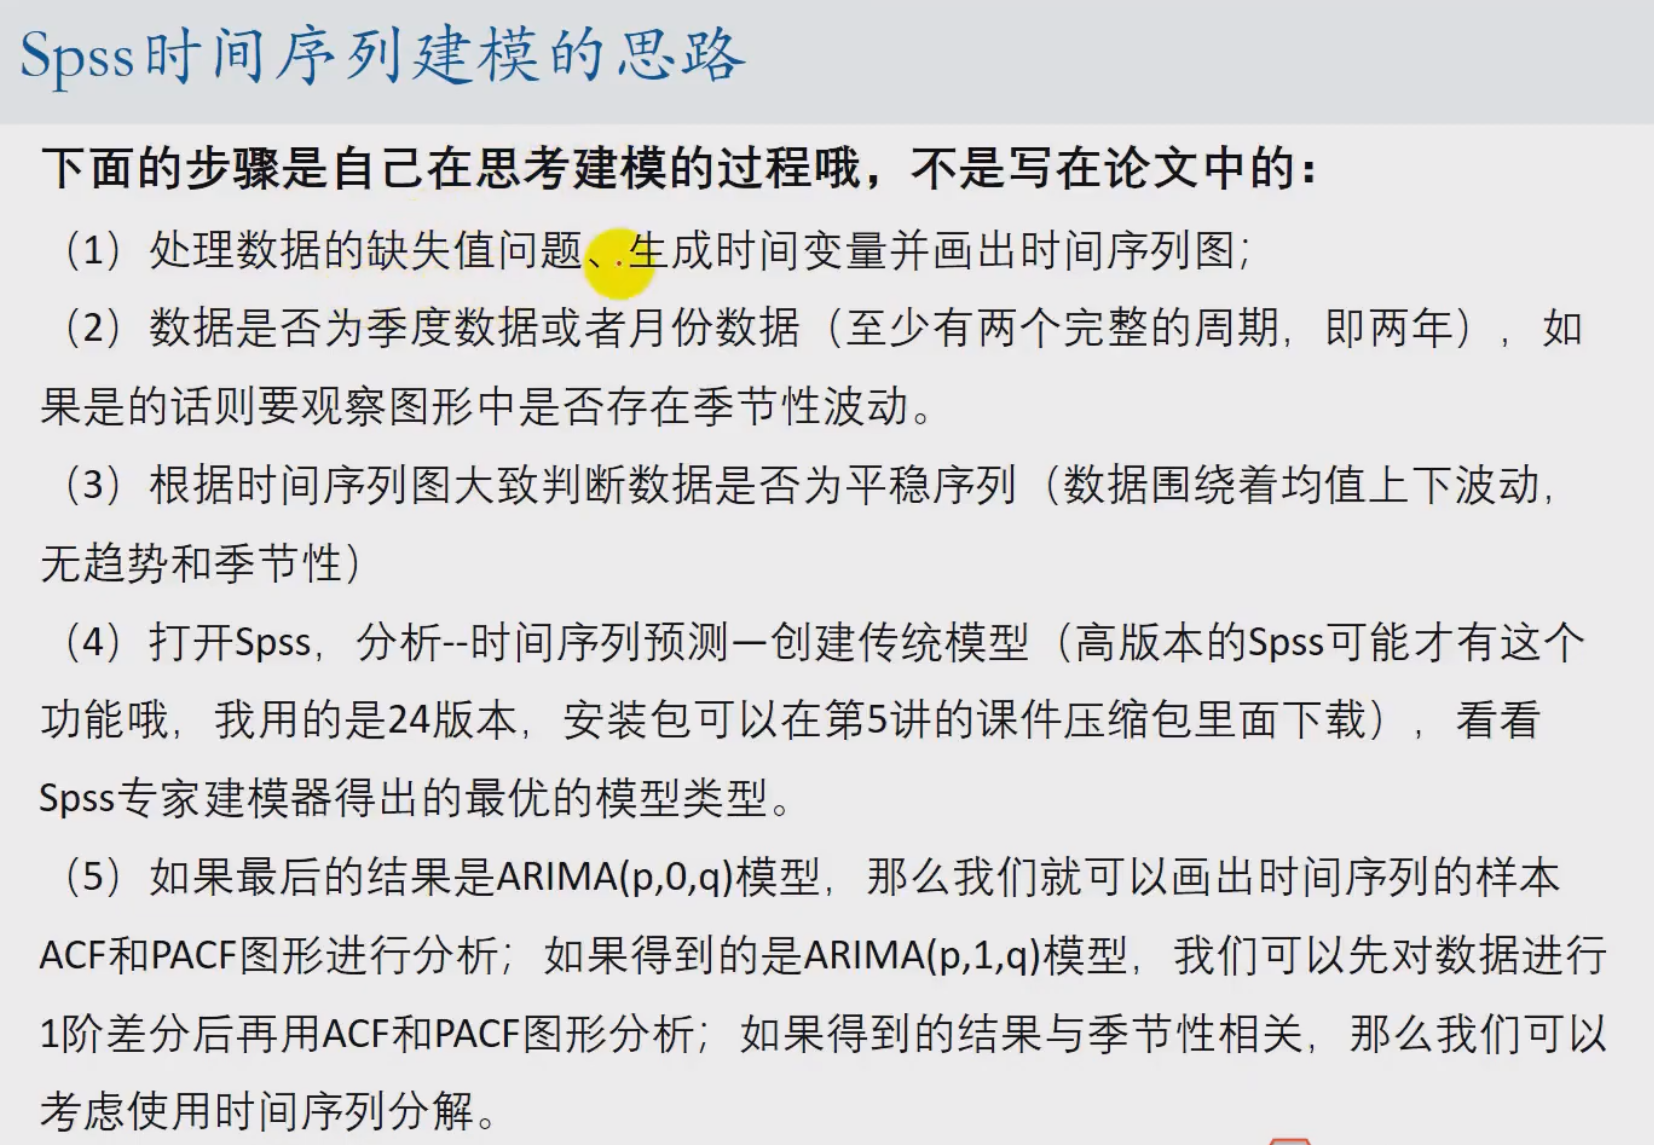 Spss时间序列建模的思路
下面的步骤是自己在思考建模的过程哦，不是写在论文中的：
（1）处理数据的缺失值问题、生成时间变量并画出时间序列图；
（2）数据是否为季度数据或者月份数据（至少有两个完整的周期，即两年），如
果是的话则要观察图形中是否存在季节性波动。
（3）根据时间序列图大致判断数据是否为平稳序列（数据围绕着均值上下波动，
无趋势和季节性）
（4）打开Spss，分析--时间序列预测—创建传统模型（高版本的Spss可能才有这个
功能哦，我用的是24版本，安装包可以在第5讲的课件压缩包里面下载），看看
Spss专家建模器得出的最优的模型类型。
（5）如果最后的结果是ARIMA(p,0,q)模型，那么我们就可以画出时间序列的样本
ACF和PACF图形进行分析；如果得到的是ARIMA(p,1,q)模型，我们可以先对数据进行
1阶差分后再用ACF和PACF图形分析；如果得到的结果与季节性相关，那么我们可以
考虑使用时间序列分解。